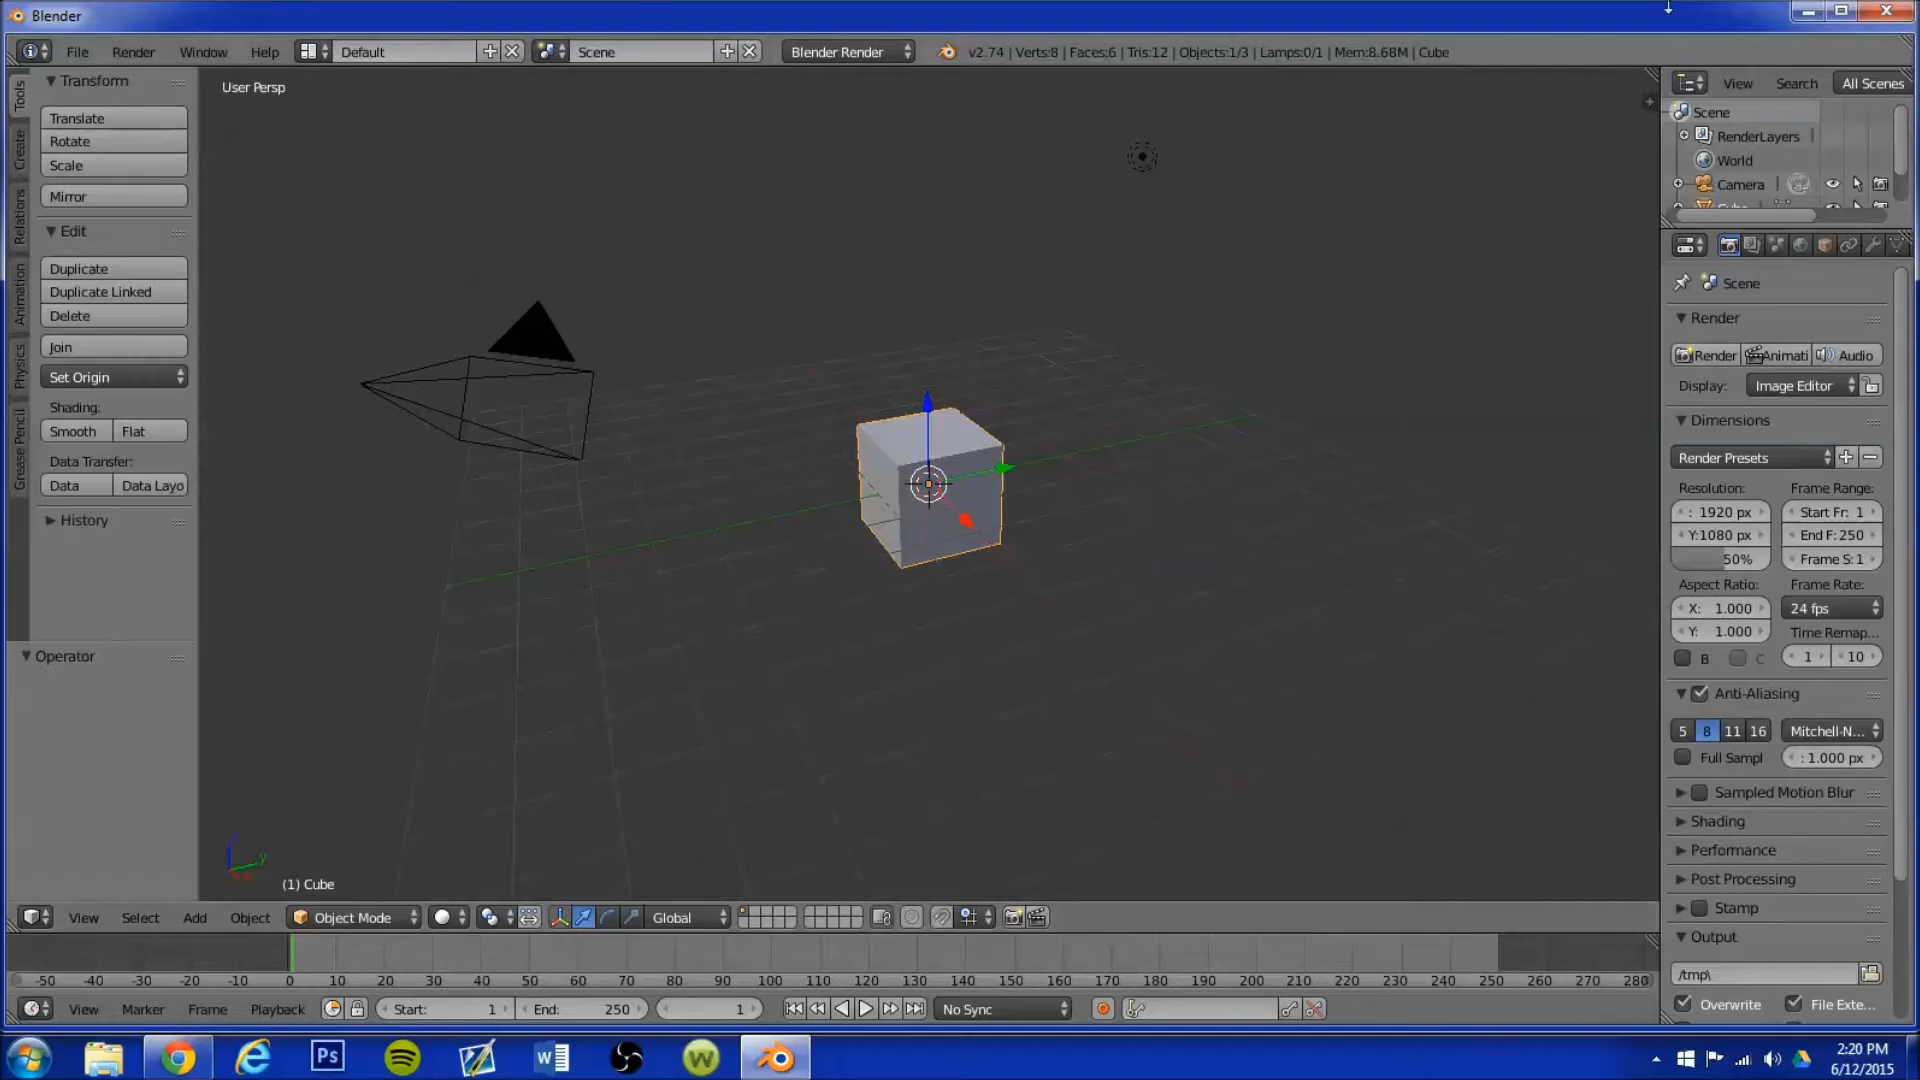 Blender
File Render Window Help Default Scene Blender Render v2.74 | Verts:8 | Faces:6 | Tris:12 | Objects:1/3 | Lamps:0/1 | Mem:8.68M | Cube
Tools
Create
Relations
Animation
Physics
Grease Pencil
Transform
Translate
Rotate
Scale
Mirror
Edit
Duplicate
Duplicate Linked
Delete
Join
Set Origin
Shading:
Smooth Flat
Data Transfer:
Data Data Layo
History
Operator
User Persp
(1) Cube
View Search All Scenes
Scene
RenderLayers
World
Camera
Scene
Render
Render Animati Audio
Display: Image Editor
Dimensions
Render Presets
Resolution: Frame Range:
: 1920 px Start Fr: 1
Y:1080 px End F:250
50% Frame S:1
Aspect Ratio: Frame Rate:
X: 1.000 24 fps
Y: 1.000 Time Remap...
B C 1 10
Anti-Aliasing
5 8 11 16 Mitchell-N...
Full Sampl : 1.000 px
Sampled Motion Blur
Shading
Performance
Post Processing
Stamp
Output
/tmp\
Overwrite File Exte...
View Select Add Object Object Mode Global
-50 -40 -30 -20 -10 0 10 20 30 40 50 60 70 80 90 100 110 120 130 140 150 160 170 180 190 200 210 220 230 240 250 260 270 280
View Marker Frame Playback Start: 1 End: 250 1 No Sync
Ps W
2:20 PM
6/12/2015